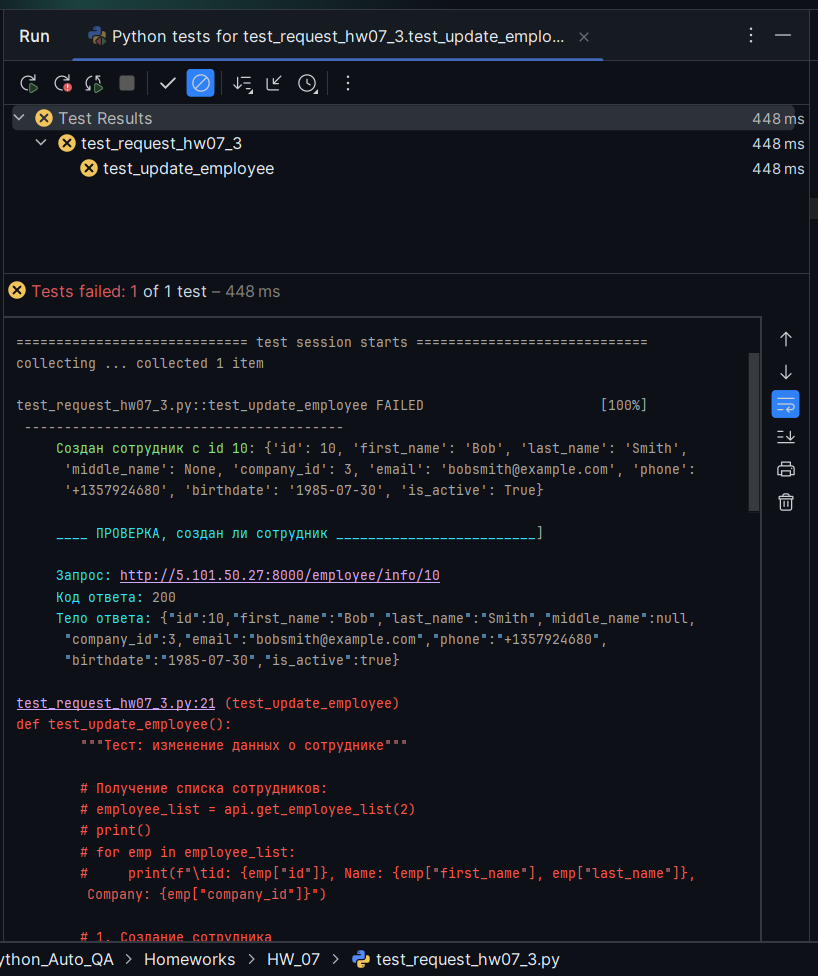 Run
Python tests for test_request_hw07_3.test_update_emplo...
Test Results 448 ms
test_request_hw07_3 448 ms
test_update_employee 448 ms
Tests failed: 1 of 1 test – 448 ms
============================= test session starts =============================
collecting ... collected 1 item
test_request_hw07_3.py::test_update_employee FAILED [100%]
----------------------------------------
Создан сотрудник с id 10: {'id': 10, 'first_name': 'Bob', 'last_name': 'Smith',
'middle_name': None, 'company_id': 3, 'email': 'bobsmith@example.com', 'phone':
'+1357924680', 'birthdate': '1985-07-30', 'is_active': True}
____ ПРОВЕРКА, создан ли сотрудник _________________________]
Запрос: http://5.101.50.27:8000/employee/info/10
Код ответа: 200
Тело ответа: {"id":10,"first_name":"Bob","last_name":"Smith","middle_name":null,
"company_id":3,"email":"bobsmith@example.com","phone":"+1357924680",
"birthdate":"1985-07-30","is_active":true}
test_request_hw07_3.py:21 (test_update_employee)
def test_update_employee():
"""Тест: изменение данных о сотруднике"""
# Получение списка сотрудников:
# employee_list = api.get_employee_list(2)
# print()
# for emp in employee_list:
#     print(f"\tid: {emp["id"]}, Name: {emp["first_name"], emp["last_name"]},
Company: {emp["company_id"]}")
# 1. Создание сотрудника
ython_Auto_QA > Homeworks > HW_07 > test_request_hw07_3.py